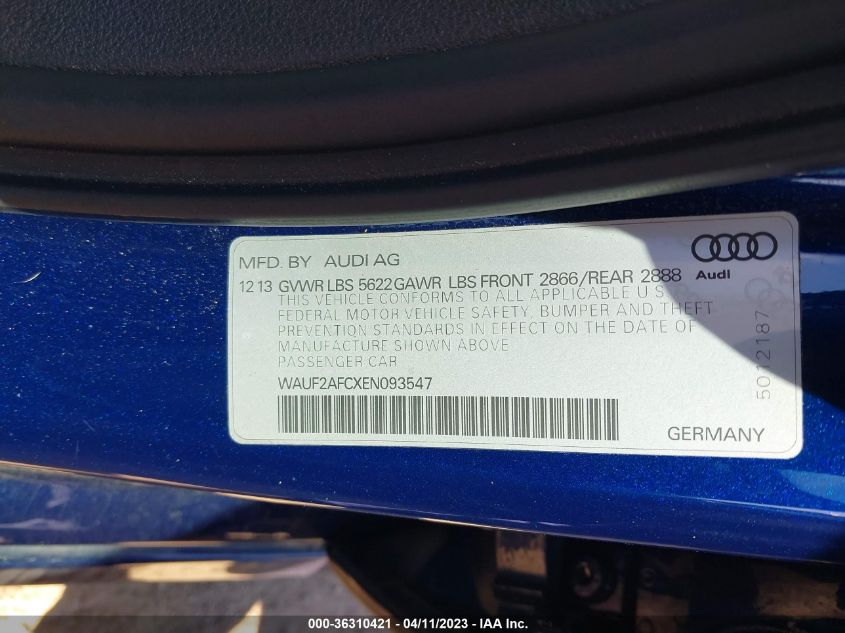 MFD. BY AUDI AG
Audi
12 13 GVWR LBS 5622 GAWR LBS FRONT 2866/REAR 2888
THIS VEHICLE CONFORMS TO ALL APPLICABLE U.S.
FEDERAL MOTOR VEHICLE SAFETY, BUMPER AND THEFT
PREVENTION STANDARDS IN EFFECT ON THE DATE OF
MANUFACTURE SHOWN ABOVE
PASSENGER CAR
WAUF2AFCXEN093547
GERMANY
5012187
000-36310421 - 04/11/2023 - IAA Inc.